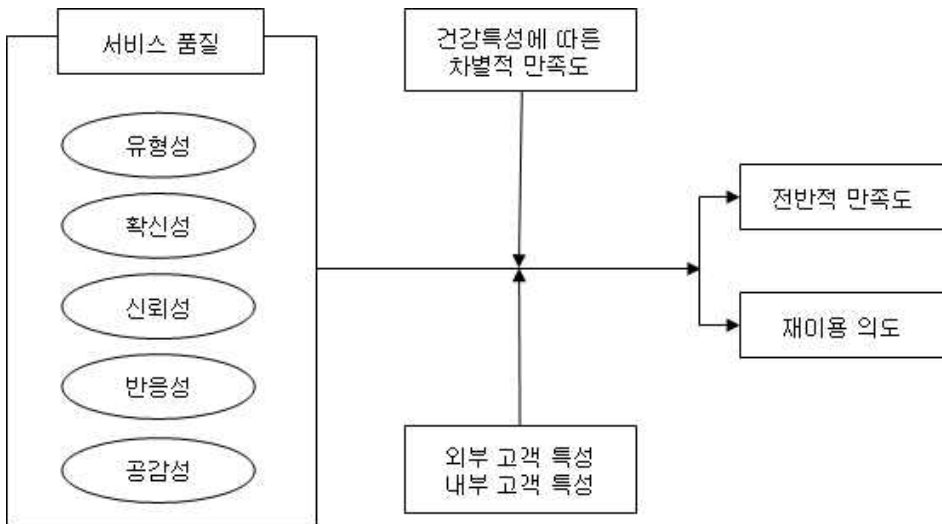 서비스 품질
유형성
확신성
신뢰성
반응성
공감성
건강특성에 따른
차별적 만족도
외부 고객 특성
내부 고객 특성
전반적 만족도
재이용 의도